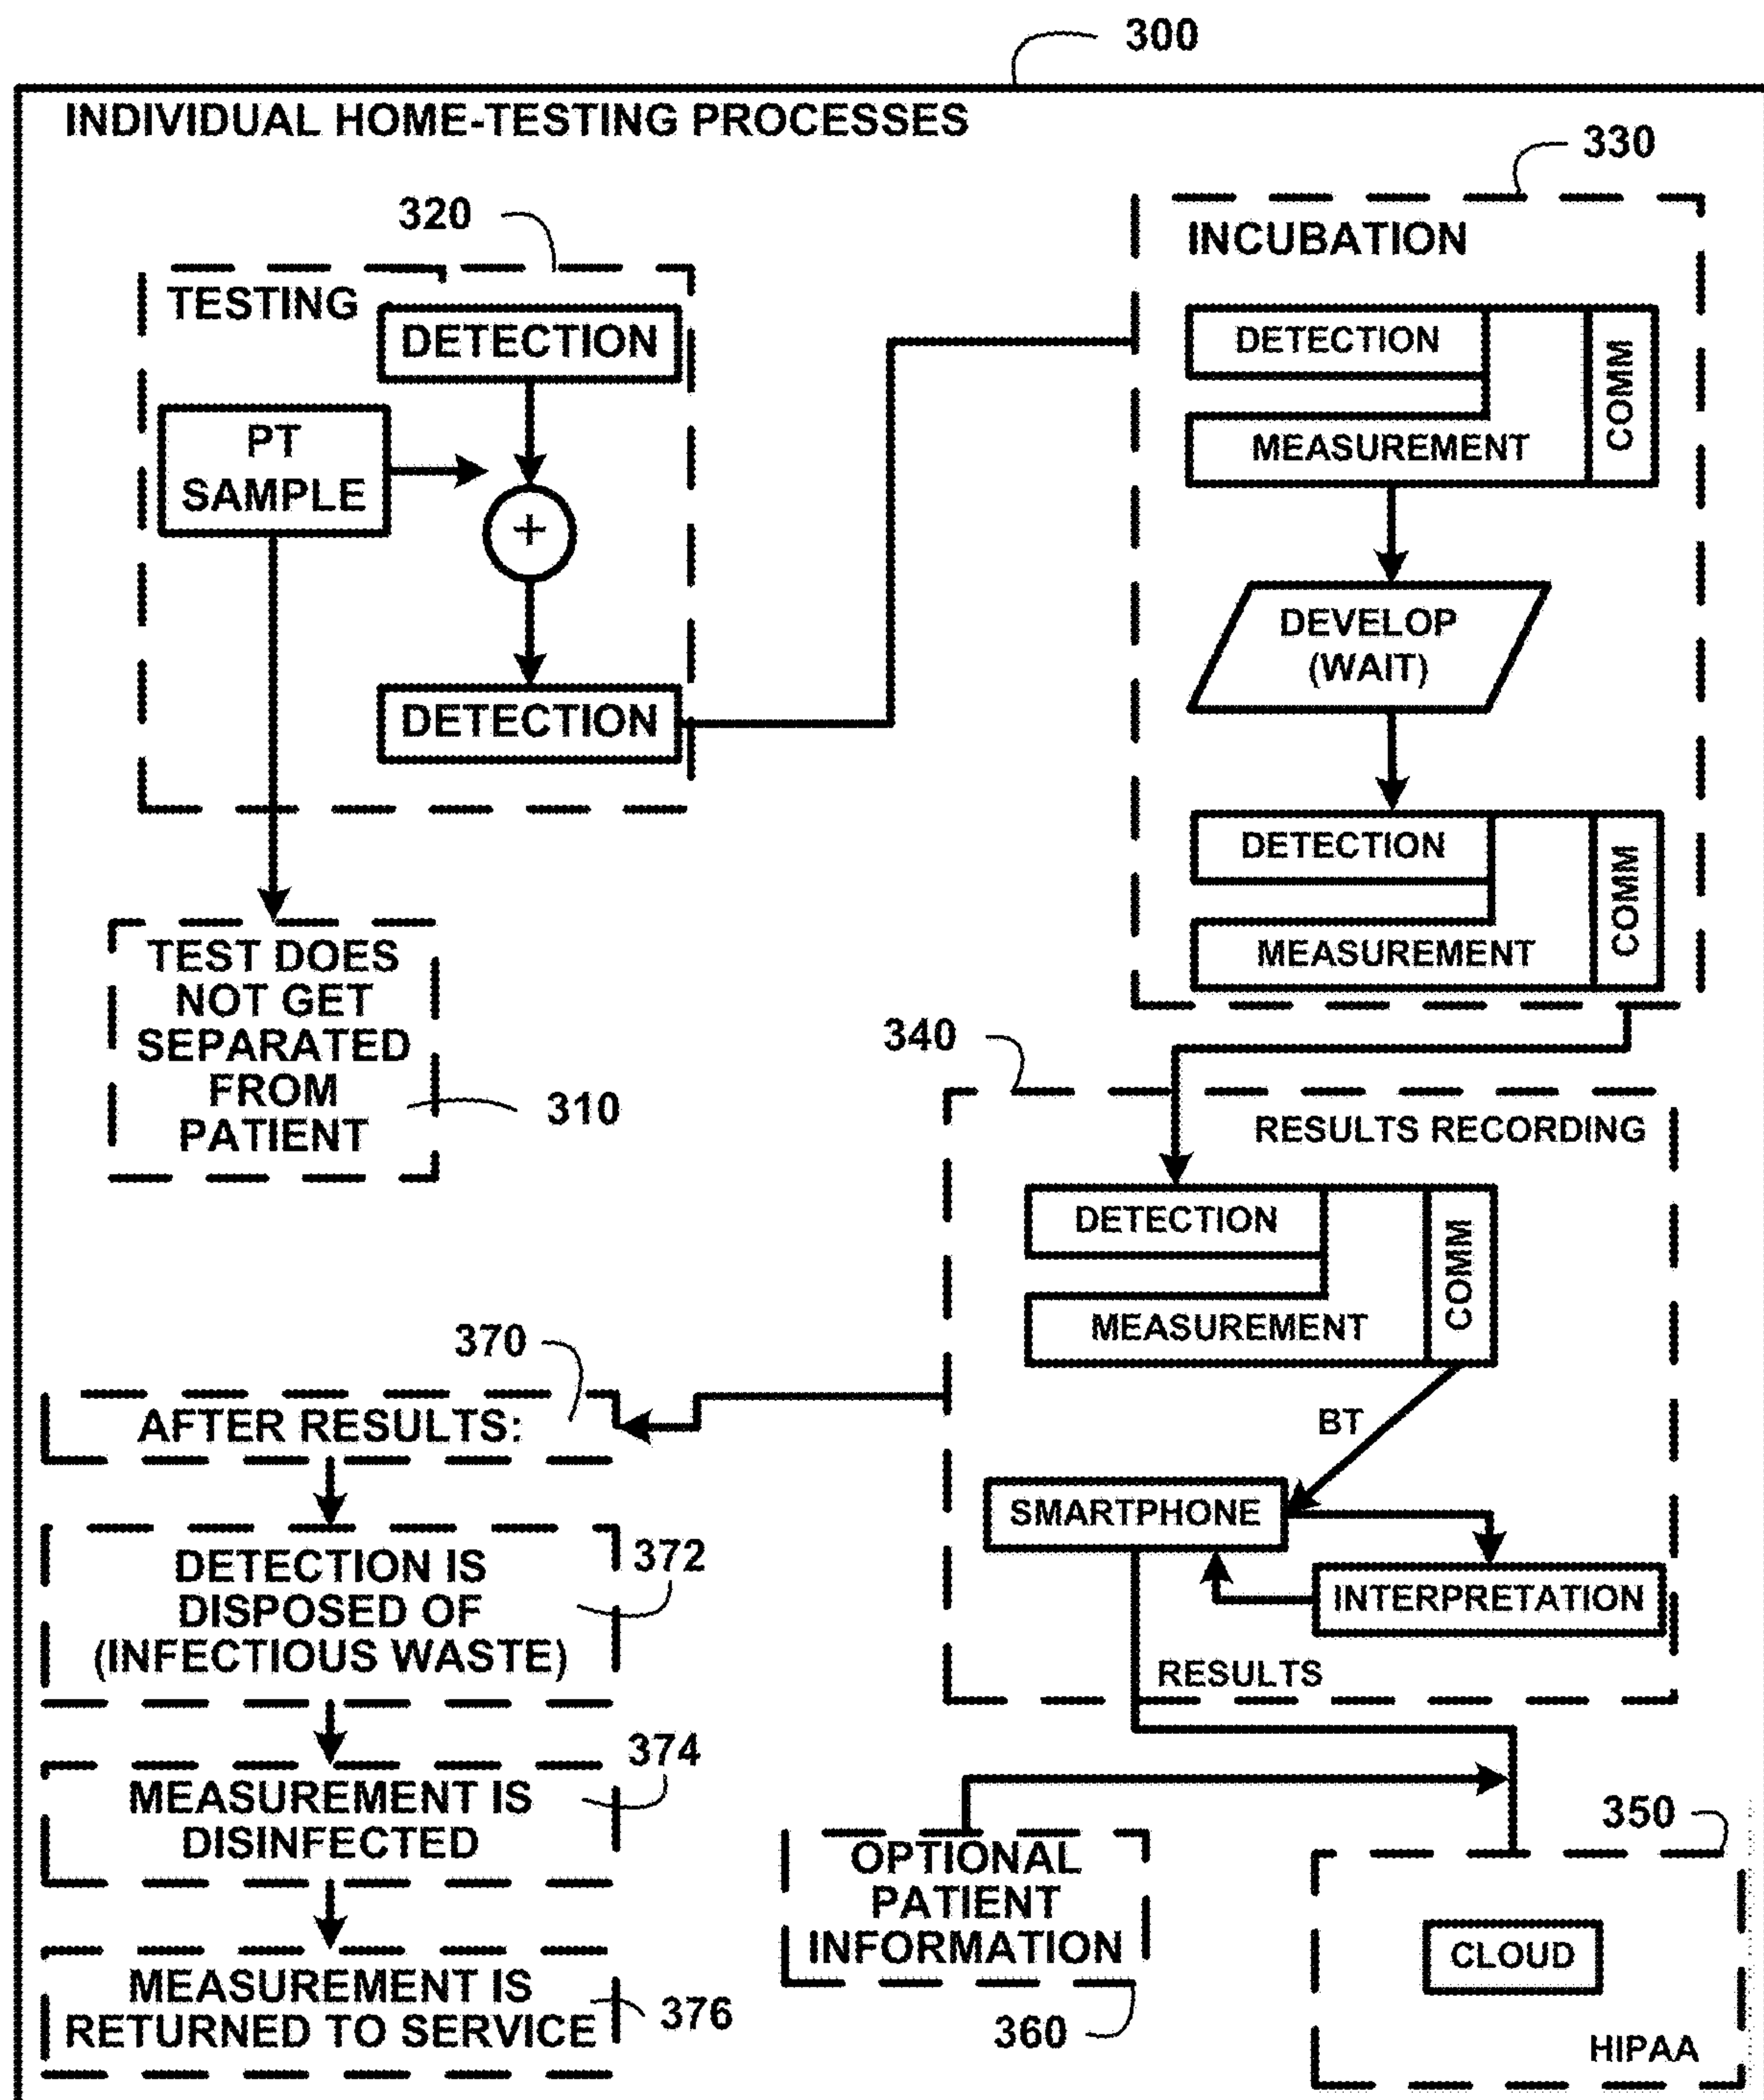 300
INDIVIDUAL HOME-TESTING PROCESSES
320
TESTING
DETECTION
PT
SAMPLE
+
DETECTION
TEST DOES
NOT GET
SEPARATED
FROM
PATIENT
310
330
INCUBATION
DETECTION
MEASUREMENT
COMM
DEVELOP
(WAIT)
DETECTION
MEASUREMENT
COMM
340
RESULTS RECORDING
DETECTION
MEASUREMENT
COMM
BT
SMARTPHONE
INTERPRETATION
RESULTS
370
AFTER RESULTS:
372
DETECTION IS
DISPOSED OF
(INFECTIOUS WASTE)
374
MEASUREMENT IS
DISINFECTED
MEASUREMENT IS
RETURNED TO SERVICE
376
OPTIONAL
PATIENT
INFORMATION
360
350
CLOUD
HIPAA